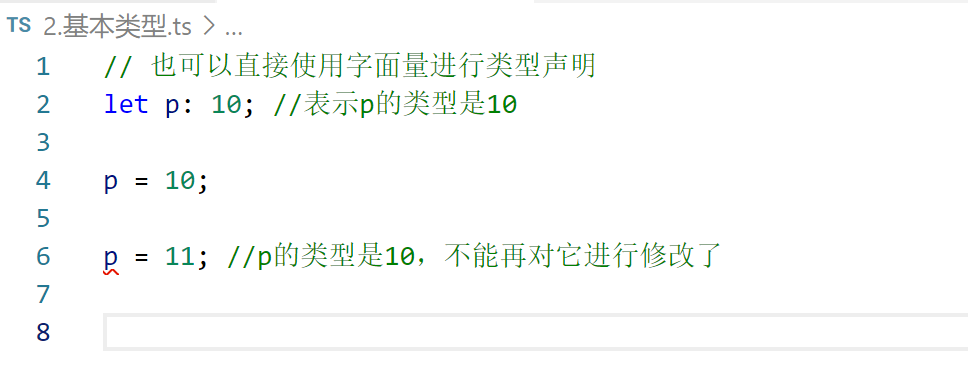 TS 2.基本类型.ts > ...
1 // 也可以直接使用字面量进行类型声明
2 let p: 10; //表示p的类型是10
3
4 p = 10;
5
6 p = 11; //p的类型是10，不能再对它进行修改了
7
8